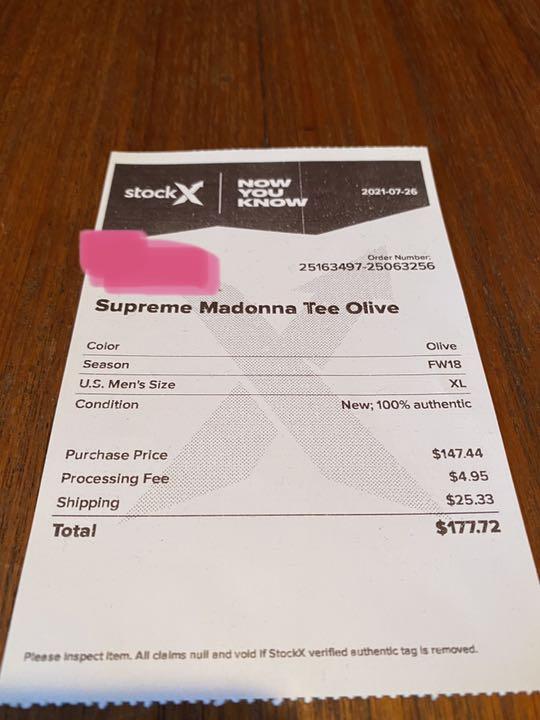 stockX NOW YOU KNOW 2021-07-26
Order Number:
25163497-25063256
Supreme Madonna Tee Olive
Color Olive
Season FW18
U.S. Men's Size XL
Condition New; 100% authentic
Purchase Price $147.44
Processing Fee $4.95
Shipping $25.33
Total $177.72
Please inspect item. All claims null and void if StockX verified authentic tag is removed.